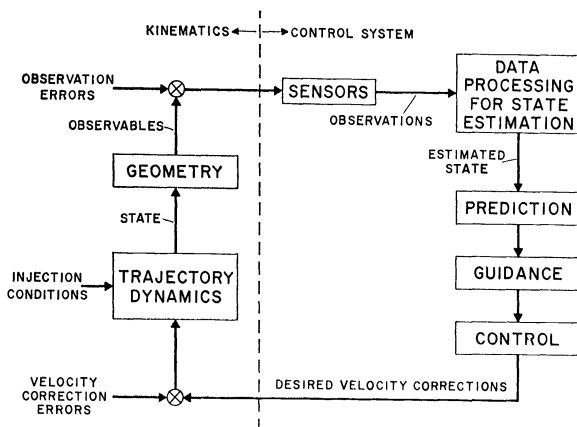 KINEMATICS
CONTROL SYSTEM
OBSERVATION
ERRORS
OBSERVABLES
SENSORS
OBSERVATIONS
DATA
PROCESSING
FOR STATE
ESTIMATION
GEOMETRY
ESTIMATED
STATE
STATE
PREDICTION
INJECTION
CONDITIONS
TRAJECTORY
DYNAMICS
GUIDANCE
CONTROL
VELOCITY
CORRECTION
ERRORS
DESIRED VELOCITY CORRECTIONS